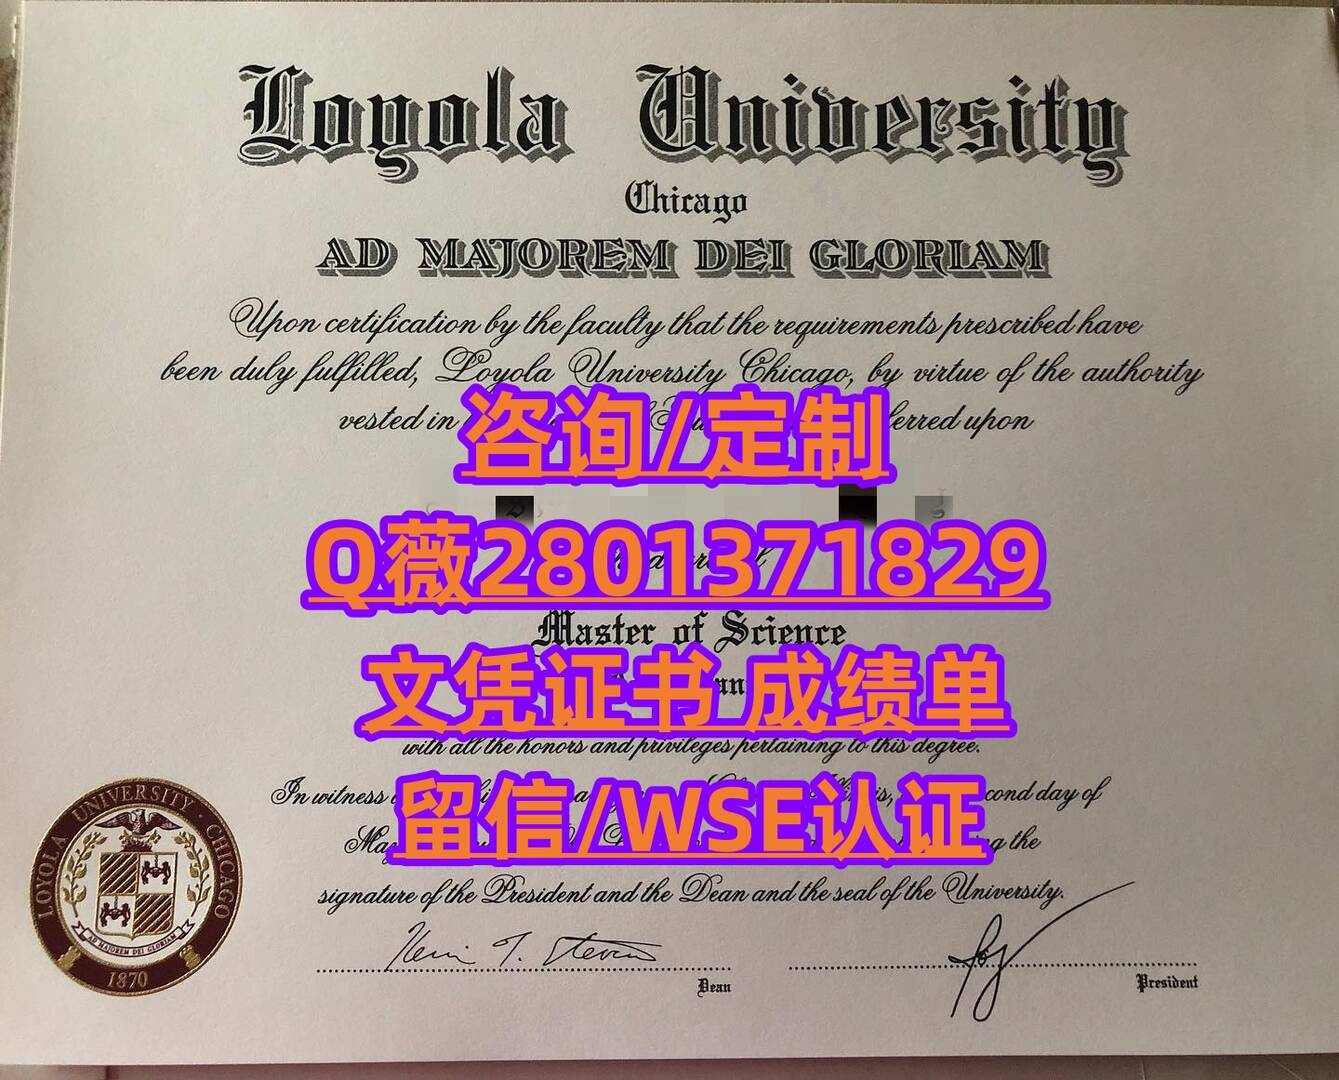 Loyola University
Chicago
AD MAJOREM DEI GLORIAM
Upon certification by the faculty that the requirements prescribed have
been duly fulfilled, Loyola University Chicago, by virtue of the authority
vested in upon
咨询/定制
Q薇2801371829
Master of Science
文凭证书 成绩单
with all the honors and privileges pertaining to this degree.
In witness day of
留信/WSE认证
the
signature of the President and the Dean and the seal of the University.
LOYOLA UNIVERSITY · CHICAGO
AD MAJOREM DEI GLORIAM
1870
Dean
President